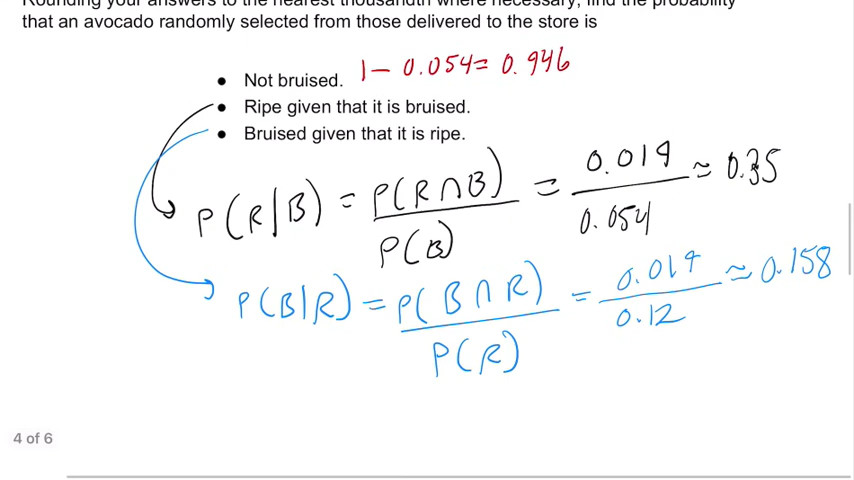 Rounding your answers to the nearest thousandth where necessary, find the probability
that an avocado randomly selected from those delivered to the store is
• Not bruised. 1 - 0.054 = 0.946
• Ripe given that it is bruised.
• Bruised given that it is ripe.
P(R|B) = P(R∩B) / P(B) = 0.019 / 0.054 ≈ 0.35
P(B|R) = P(B∩R) / P(R) = 0.019 / 0.12 ≈ 0.158
4 of 6